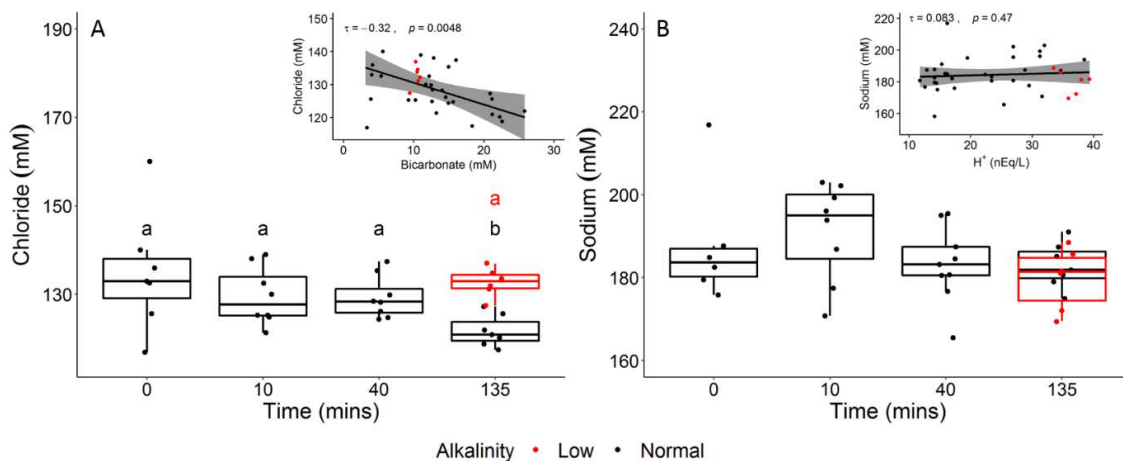 A
190
170
150
130
Chloride (mM)
a
a
a
a
b
0
10
40
135
Time (mins)
τ = −0.32 , p = 0.0048
150
140
130
120
Chloride (mM)
0
10
20
30
Bicarbonate (mM)
B
240
220
200
180
160
Sodium (mM)
0
10
40
135
Time (mins)
τ = 0.083 , p = 0.47
220
200
180
160
Sodium (mM)
10
20
30
40
H⁺ (nEq/L)
Alkalinity Low Normal